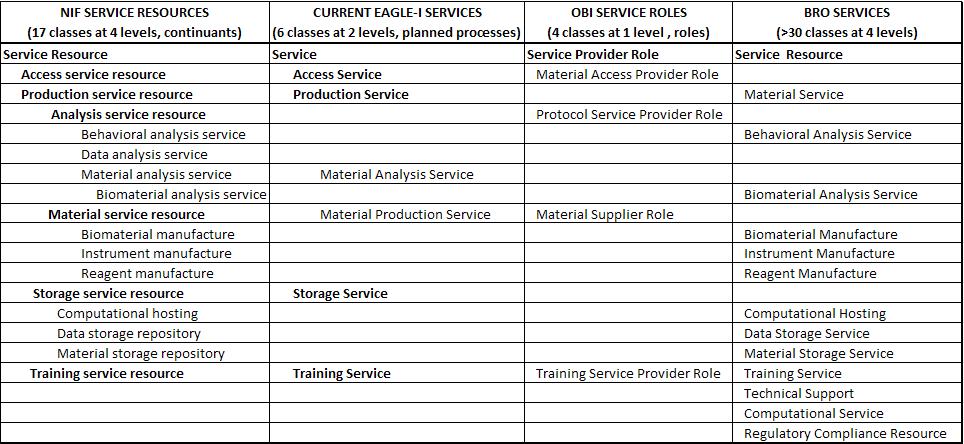 NIF SERVICE RESOURCES CURRENT EAGLE-I SERVICES OBI SERVICE ROLES BRO SERVICES
(17 classes at 4 levels, continuants) (6 classes at 2 levels, planned processes) (4 classes at 1 level , roles) (>30 classes at 4 levels)
Service Resource Service Service Provider Role Service Resource
Access service resource Access Service Material Access Provider Role
Production service resource Production Service Material Service
Analysis service resource Protocol Service Provider Role
Behavioral analysis service Behavioral Analysis Service
Data analysis service
Material analysis service Material Analysis Service
Biomaterial analysis service Biomaterial Analysis Service
Material service resource Material Production Service Material Supplier Role
Biomaterial manufacture Biomaterial Manufacture
Instrument manufacture Instrument Manufacture
Reagent manufacture Reagent Manufacture
Storage service resource Storage Service
Computational hosting Computational Hosting
Data storage repository Data Storage Service
Material storage repository Material Storage Service
Training service resource Training Service Training Service Provider Role Training Service
Technical Support
Computational Service
Regulatory Compliance Resource